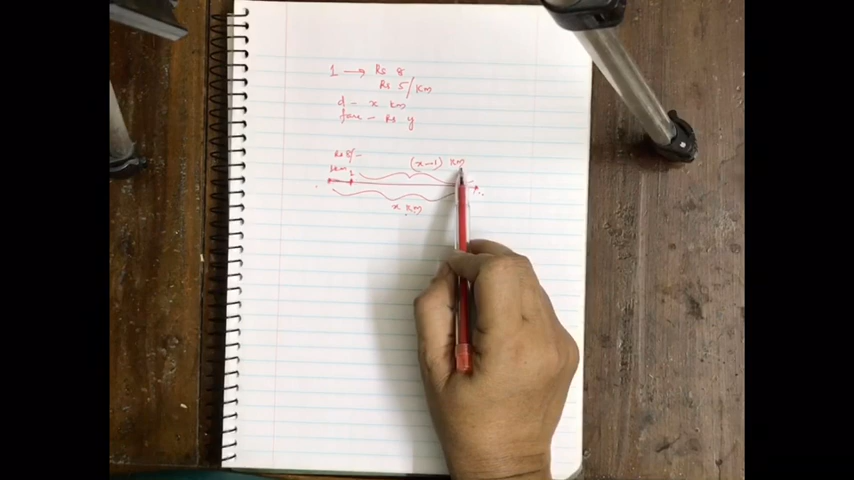 1 → Rs 8
Rs 5/km
d - x km
fare - Rs y
Rs 8/-
1km
(x-1) km
x km